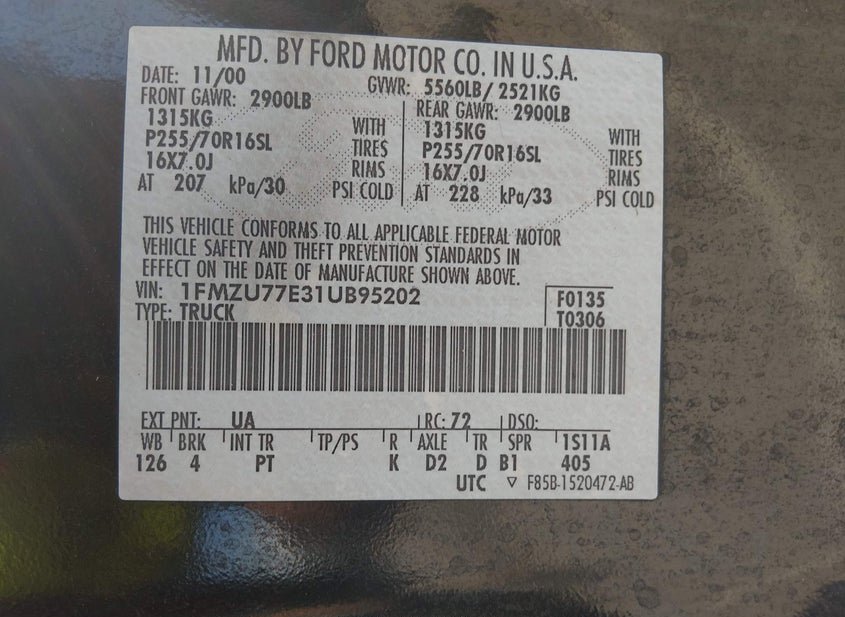 MFD. BY FORD MOTOR CO. IN U.S.A.
DATE: 11/00 GVWR: 5560LB/ 2521KG
FRONT GAWR: 2900LB REAR GAWR: 2900LB
1315KG WITH 1315KG WITH
P255/70R16SL TIRES P255/70R16SL TIRES
16X7.0J RIMS 16X7.0J RIMS
AT 207 kPa/30 PSI COLD AT 228 kPa/33 PSI COLD
THIS VEHICLE CONFORMS TO ALL APPLICABLE FEDERAL MOTOR
VEHICLE SAFETY AND THEFT PREVENTION STANDARDS IN
EFFECT ON THE DATE OF MANUFACTURE SHOWN ABOVE.
VIN: 1FMZU77E31UB95202 F0135
TYPE: TRUCK T0306
EXT PNT: UA RC: 72 DSO:
WB BRK INT TR TP/PS R AXLE TR SPR 1S11A
126 4 PT K D2 D B1 405
UTC ▽ F85B-1520472-AB